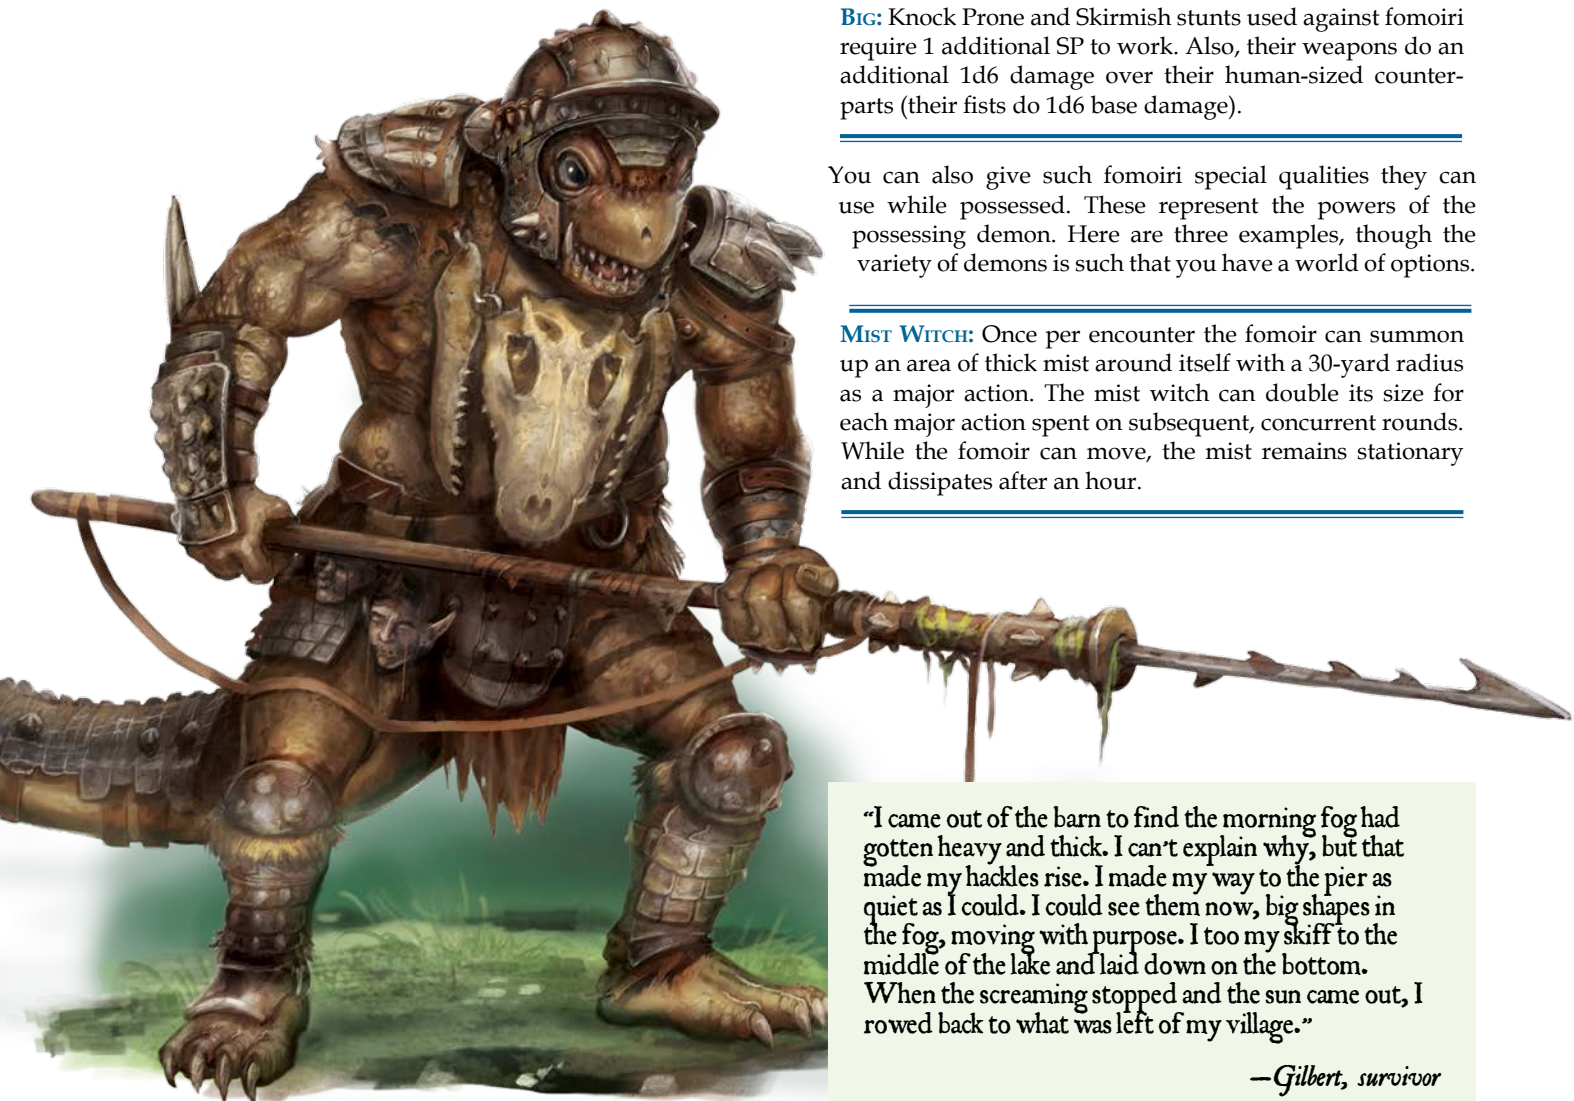 BIG: Knock Prone and Skirmish stunts used against fomoiri
require 1 additional SP to work. Also, their weapons do an
additional 1d6 damage over their human-sized counter-
parts (their fists do 1d6 base damage).
You can also give such fomoiri special qualities they can
use while possessed. These represent the powers of the
possessing demon. Here are three examples, though the
variety of demons is such that you have a world of options.
MIST WITCH: Once per encounter the fomoir can summon
up an area of thick mist around itself with a 30-yard radius
as a major action. The mist witch can double its size for
each major action spent on subsequent, concurrent rounds.
While the fomoir can move, the mist remains stationary
and dissipates after an hour.
“I came out of the barn to find the morning fog had
gotten heavy and thick. I can’t explain why, but that
made my hackles rise. I made my way to the pier as
quiet as I could. I could see them now, big shapes in
the fog, moving with purpose. I too my skiff to the
middle of the lake and laid down on the bottom.
When the screaming stopped and the sun came out, I
rowed back to what was left of my village.”
—Gilbert, survivor